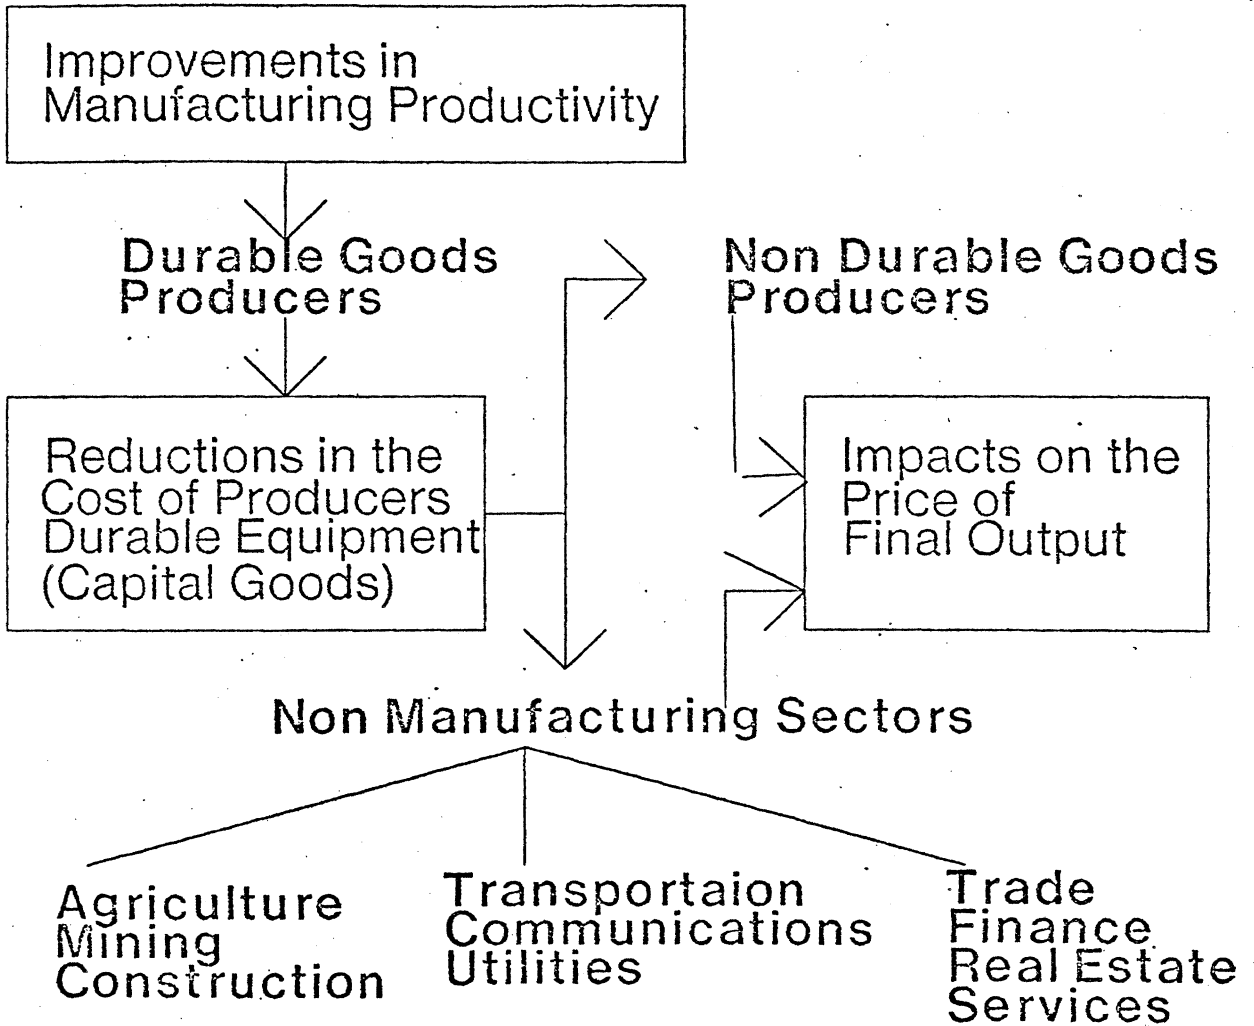 Improvements in
Manufacturing Productivity
Durable Goods
Producers
Non Durable Goods
Producers
Reductions in the
Cost of Producers
Durable Equipment
(Capital Goods)
Impacts on the
Price of
Final Output
Non Manufacturing Sectors
Agriculture
Mining
Construction
Transportaion
Communications
Utilities
Trade
Finance
Real Estate
Services